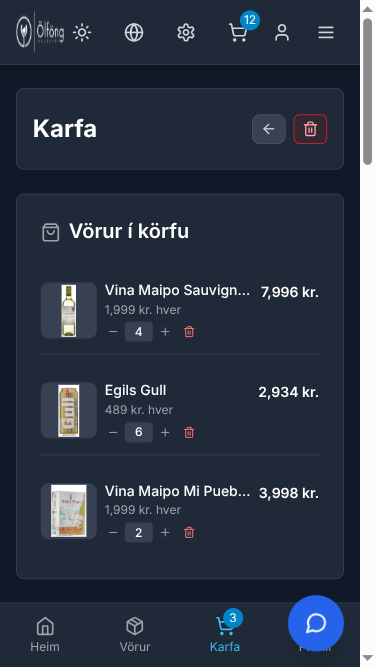 Ölföng
12
Karfa
Vörur í körfu
Vina Maipo Sauvign...
7,996 kr.
1,999 kr. hver
4
EGILS
GULL
Egils Gull
2,934 kr.
489 kr. hver
6
Vina Maipo Mi Pueb...
3,998 kr.
1,999 kr. hver
2
3
Heim
Vörur
Karfa